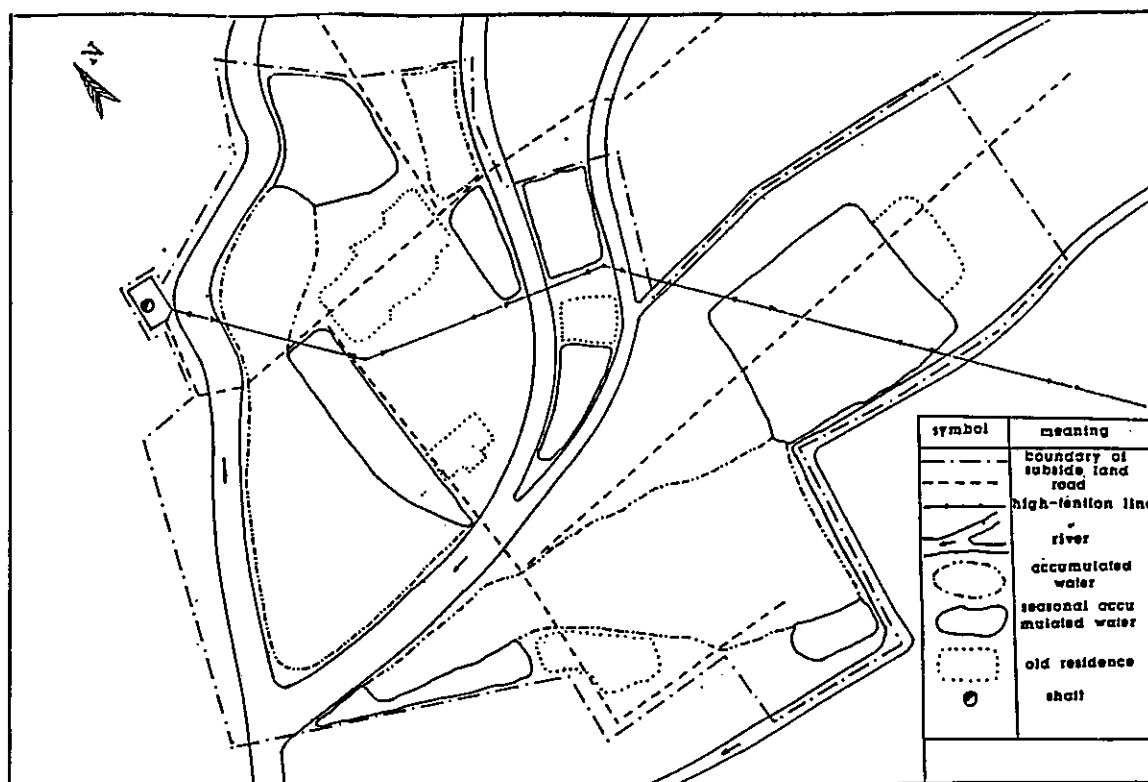 N
symbol meaning
boundary of
subside land
road
high-tention line
river
accumulated
water
seasonal accu
mulated water
old residence
shaft